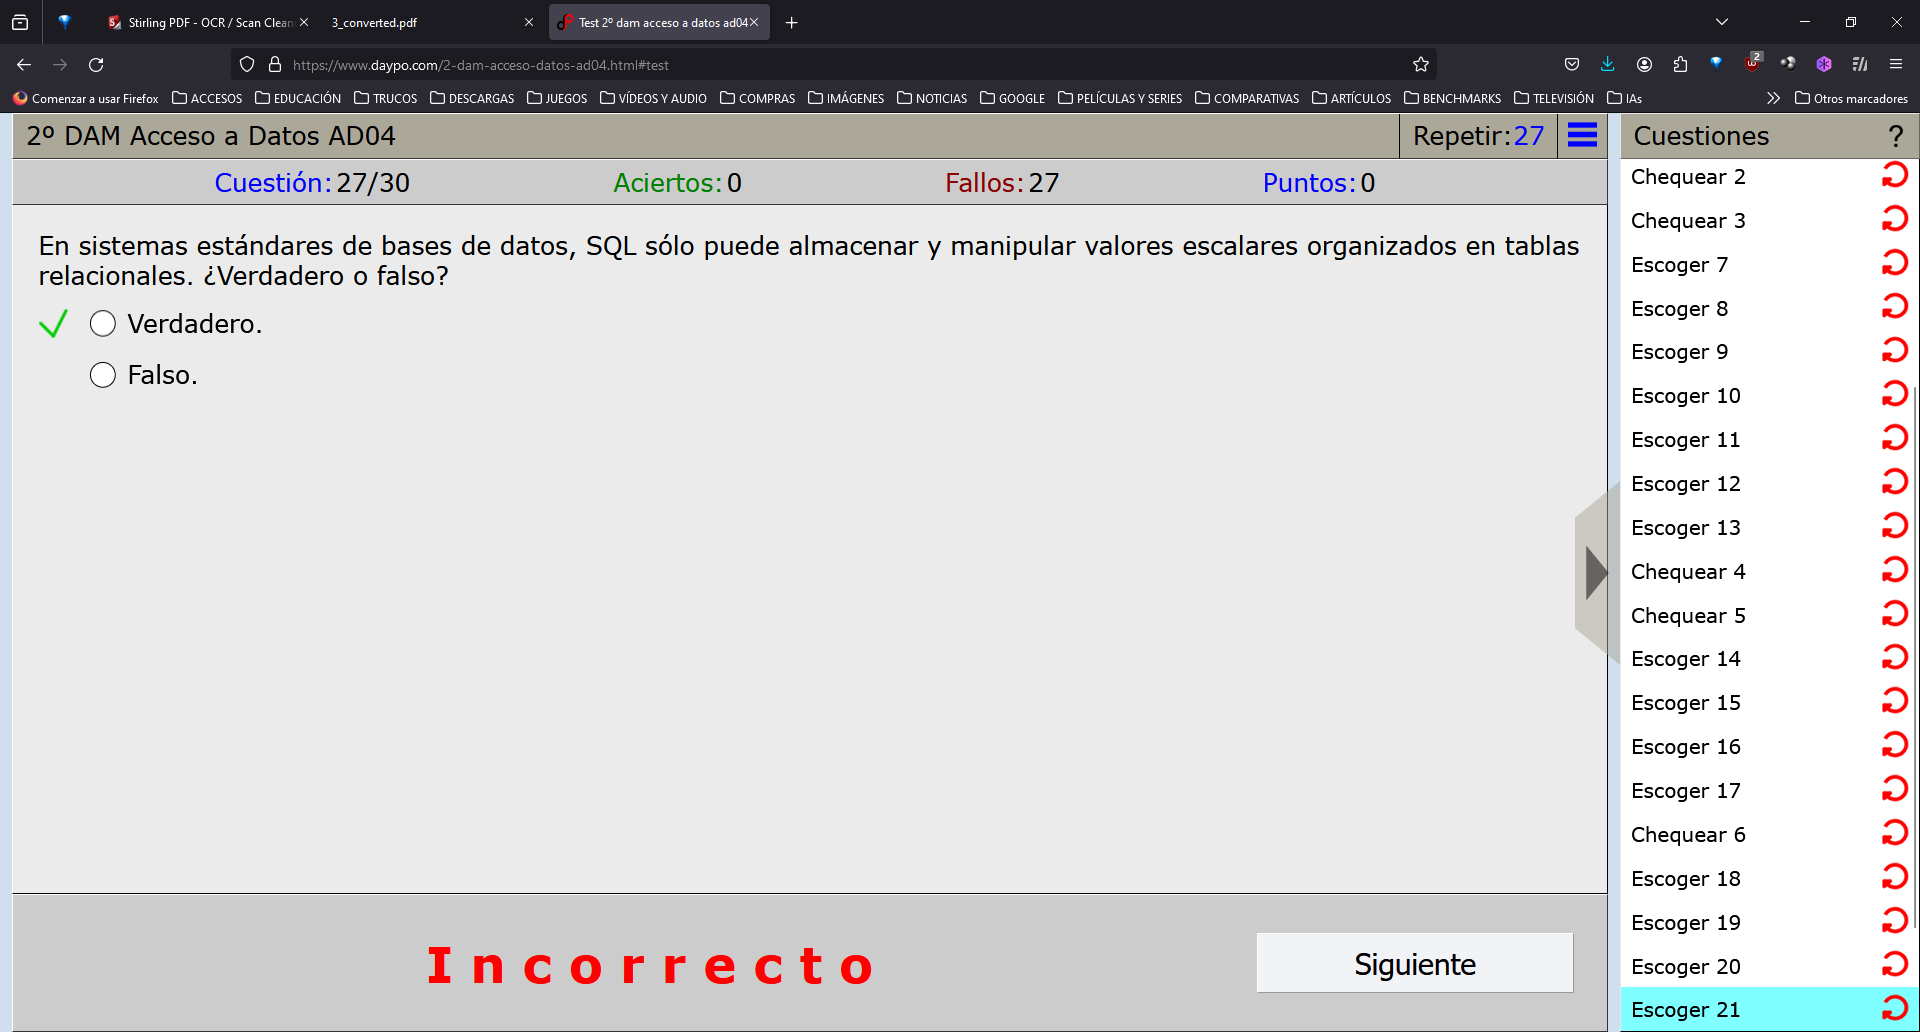 Stirling PDF - OCR / Scan Clean
3_converted.pdf
Test 2º dam acceso a datos ad04
https://www.daypo.com/2-dam-acceso-datos-ad04.html#test
2
Comenzar a usar Firefox ACCESOS EDUCACIÓN TRUCOS DESCARGAS JUEGOS VÍDEOS Y AUDIO COMPRAS IMÁGENES NOTICIAS GOOGLE PELÍCULAS Y SERIES COMPARATIVAS ARTÍCULOS BENCHMARKS TELEVISIÓN IAs Otros marcadores
2º DAM Acceso a Datos AD04
Repetir:27
Cuestión:27/30 Aciertos:0 Fallos:27 Puntos:0
En sistemas estándares de bases de datos, SQL sólo puede almacenar y manipular valores escalares organizados en tablas
relacionales. ¿Verdadero o falso?
Verdadero.
Falso.
Incorrecto
Siguiente
Cuestiones ?
Chequear 2
Chequear 3
Escoger 7
Escoger 8
Escoger 9
Escoger 10
Escoger 11
Escoger 12
Escoger 13
Chequear 4
Chequear 5
Escoger 14
Escoger 15
Escoger 16
Escoger 17
Chequear 6
Escoger 18
Escoger 19
Escoger 20
Escoger 21